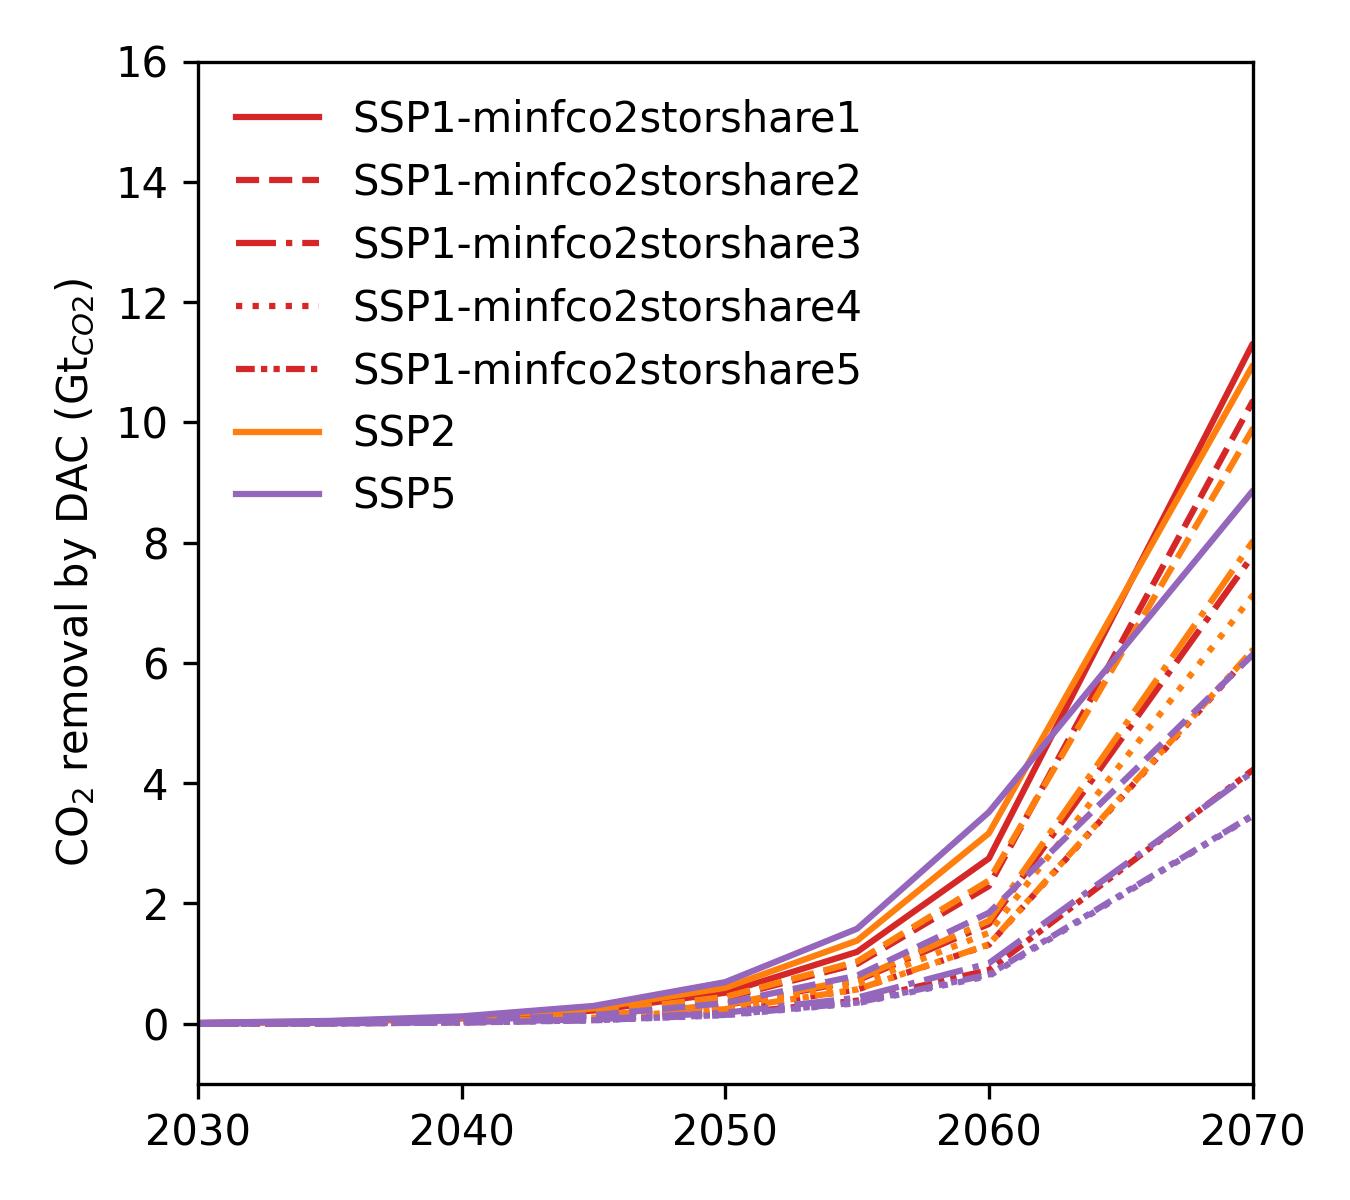 CO₂ removal by DAC (Gt_CO2)
16
14
12
10
8
6
4
2
0
SSP1-minfco2storshare1
SSP1-minfco2storshare2
SSP1-minfco2storshare3
SSP1-minfco2storshare4
SSP1-minfco2storshare5
SSP2
SSP5
2030 2040 2050 2060 2070